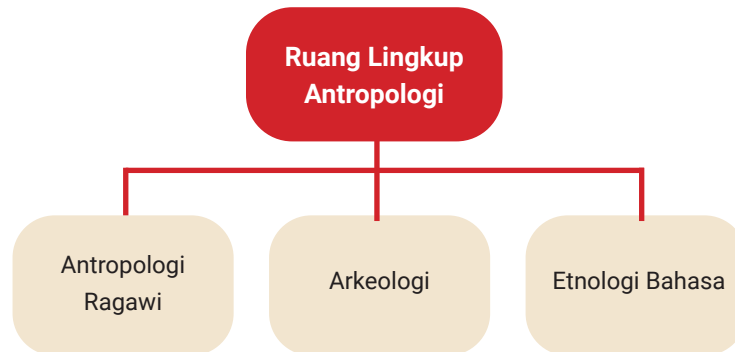 Ruang Lingkup
Antropologi
Antropologi
Ragawi
Arkeologi
Etnologi Bahasa